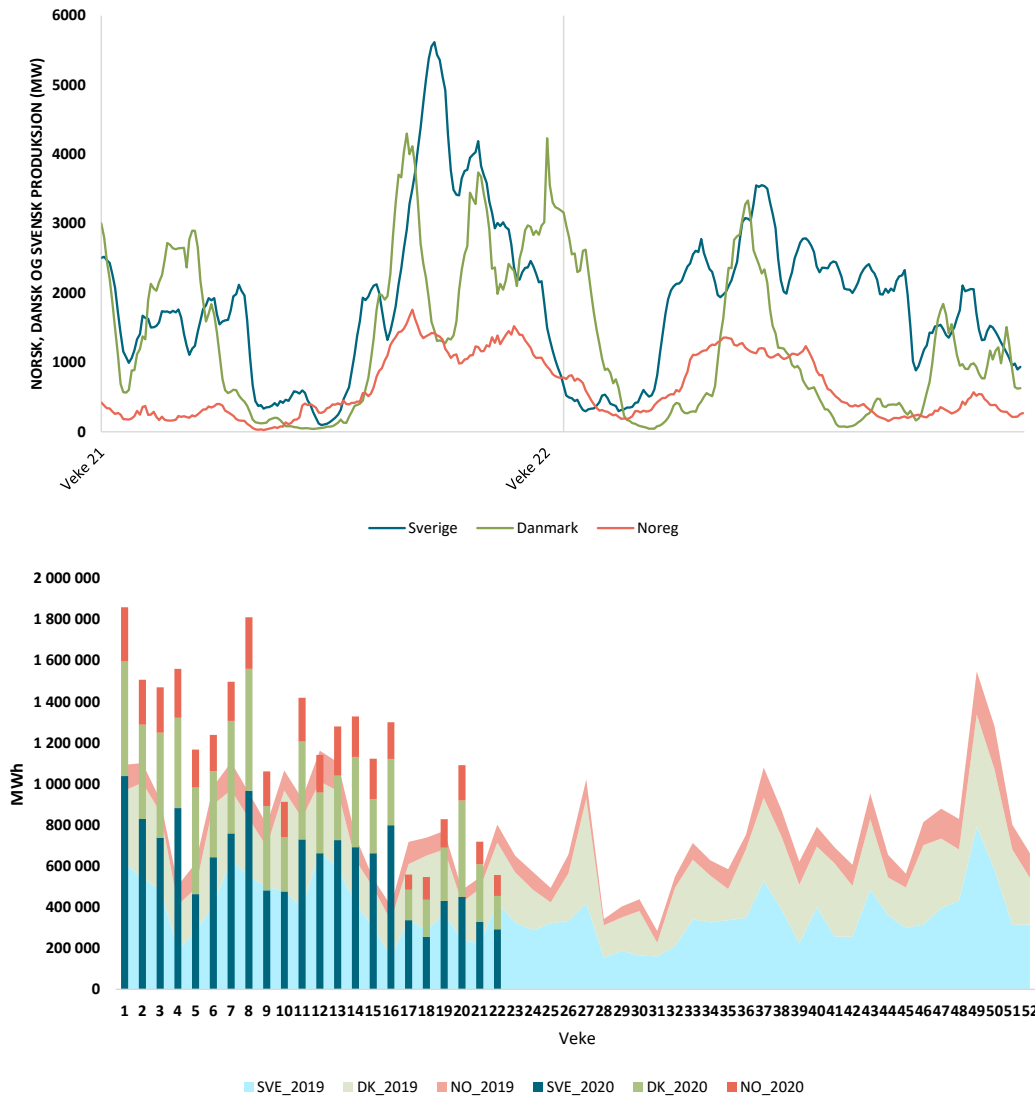 6000
5000
4000
3000
2000
1000
0
NORSK, DANSK OG SVENSK PRODUKSJON (MW)
Veke 21
Veke 22
Sverige Danmark Noreg
2 000 000
1 800 000
1 600 000
1 400 000
1 200 000
1 000 000
800 000
600 000
400 000
200 000
0
MWh
1 2 3 4 5 6 7 8 9 10 11 12 13 14 15 16 17 18 19 20 21 22 23 24 25 26 27 28 29 30 31 32 33 34 35 36 37 38 39 40 41 42 43 44 45 46 47 48 49 50 51 52
Veke
SVE_2019 DK_2019 NO_2019 SVE_2020 DK_2020 NO_2020